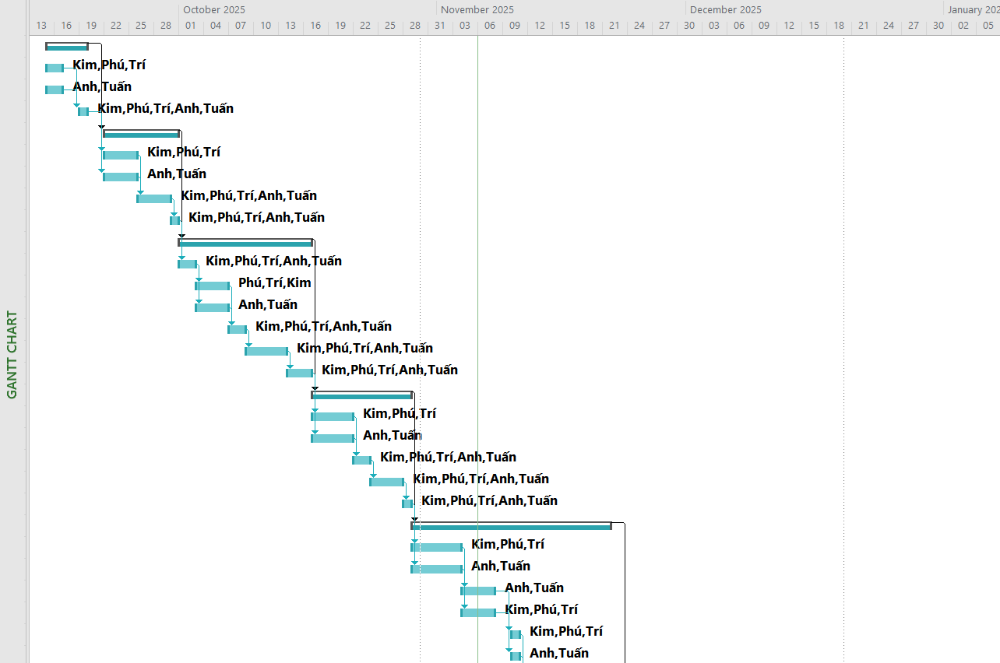 October 2025 November 2025 December 2025 January 202
13 16 19 22 25 28 01 04 07 10 13 16 19 22 25 28 31 03 06 09 12 15 18 21 24 27 30 03 06 09 12 15 18 21 24 27 30 02 05
Kim,Phú,Trí
Anh,Tuấn
Kim,Phú,Trí,Anh,Tuấn
Kim,Phú,Trí
Anh,Tuấn
Kim,Phú,Trí,Anh,Tuấn
Kim,Phú,Trí,Anh,Tuấn
Kim,Phú,Trí,Anh,Tuấn
Phú,Trí,Kim
Anh,Tuấn
Kim,Phú,Trí,Anh,Tuấn
Kim,Phú,Trí,Anh,Tuấn
Kim,Phú,Trí,Anh,Tuấn
Kim,Phú,Trí
Anh,Tuấn
Kim,Phú,Trí,Anh,Tuấn
Kim,Phú,Trí,Anh,Tuấn
Kim,Phú,Trí,Anh,Tuấn
Kim,Phú,Trí
Anh,Tuấn
Anh,Tuấn
Kim,Phú,Trí
Kim,Phú,Trí
Anh,Tuấn
GANTT CHART